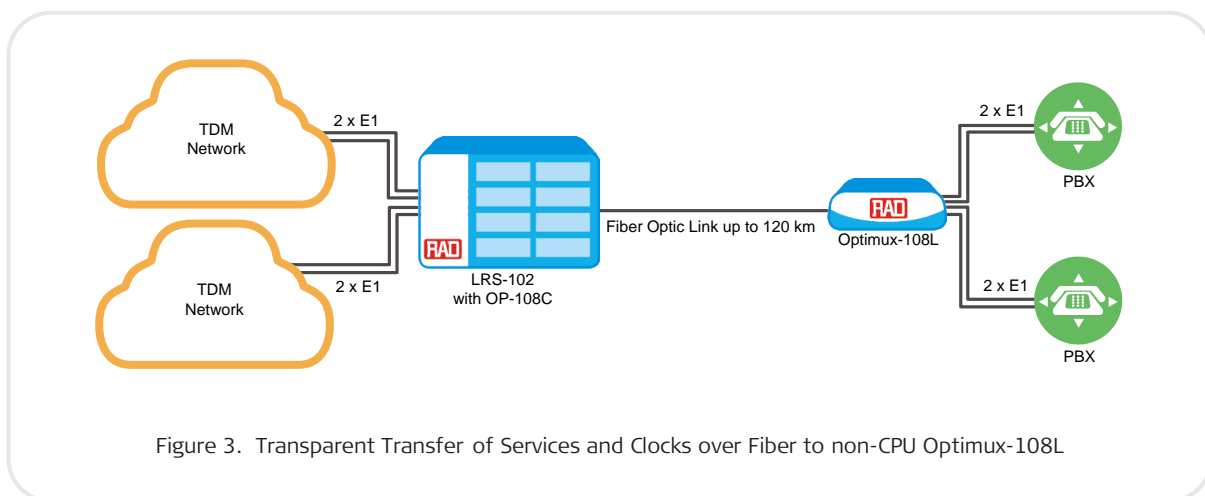 TDM
Network
2 x E1
TDM
Network
2 x E1
RAD
LRS-102
with OP-108C
Fiber Optic Link up to 120 km
RAD
Optimux-108L
2 x E1
PBX
2 x E1
PBX
Figure 3. Transparent Transfer of Services and Clocks over Fiber to non-CPU Optimux-108L